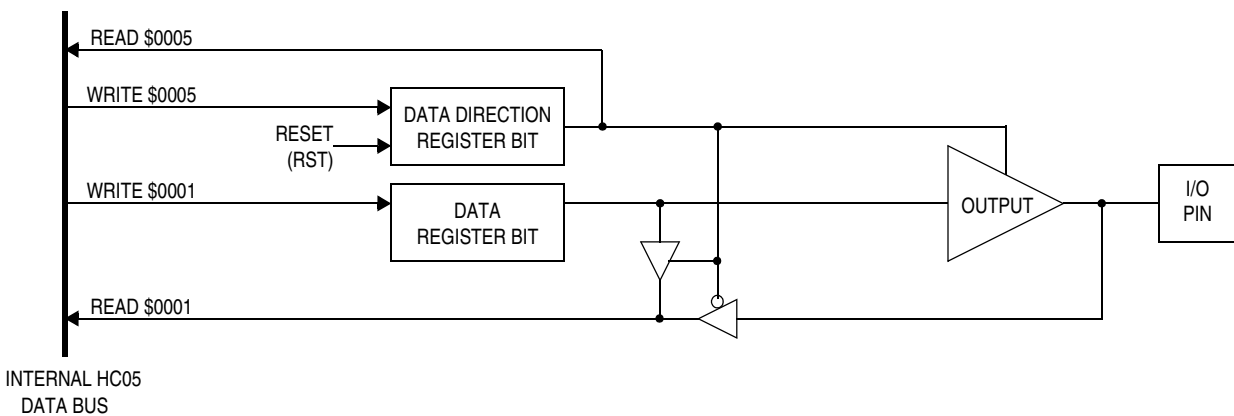 READ $0005
WRITE $0005
DATA DIRECTION
REGISTER BIT
RESET
(RST)
WRITE $0001
DATA
REGISTER BIT
OUTPUT
I/O
PIN
READ $0001
INTERNAL HC05
DATA BUS